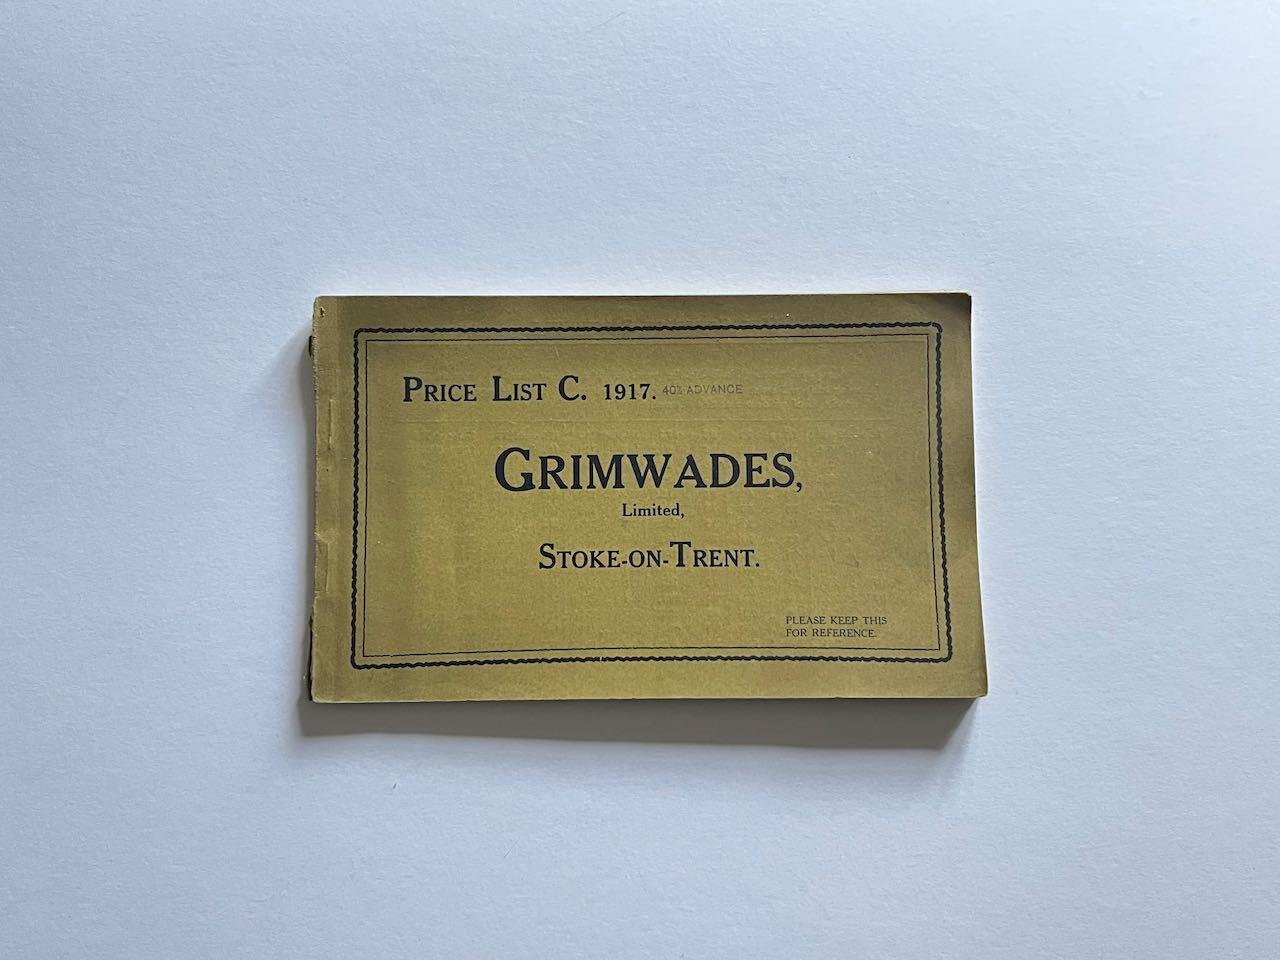 PRICE LIST C. 1917. 40% ADVANCE
GRIMWADES,
Limited,
STOKE-ON-TRENT.
PLEASE KEEP THIS
FOR REFERENCE.